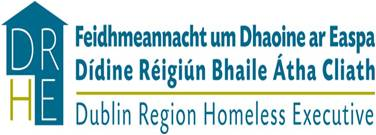 DR
HE
Feidhmeannacht um Dhaoine ar Easpa
Dídine Réigiún Bhaile Átha Cliath
Dublin Region Homeless Executive